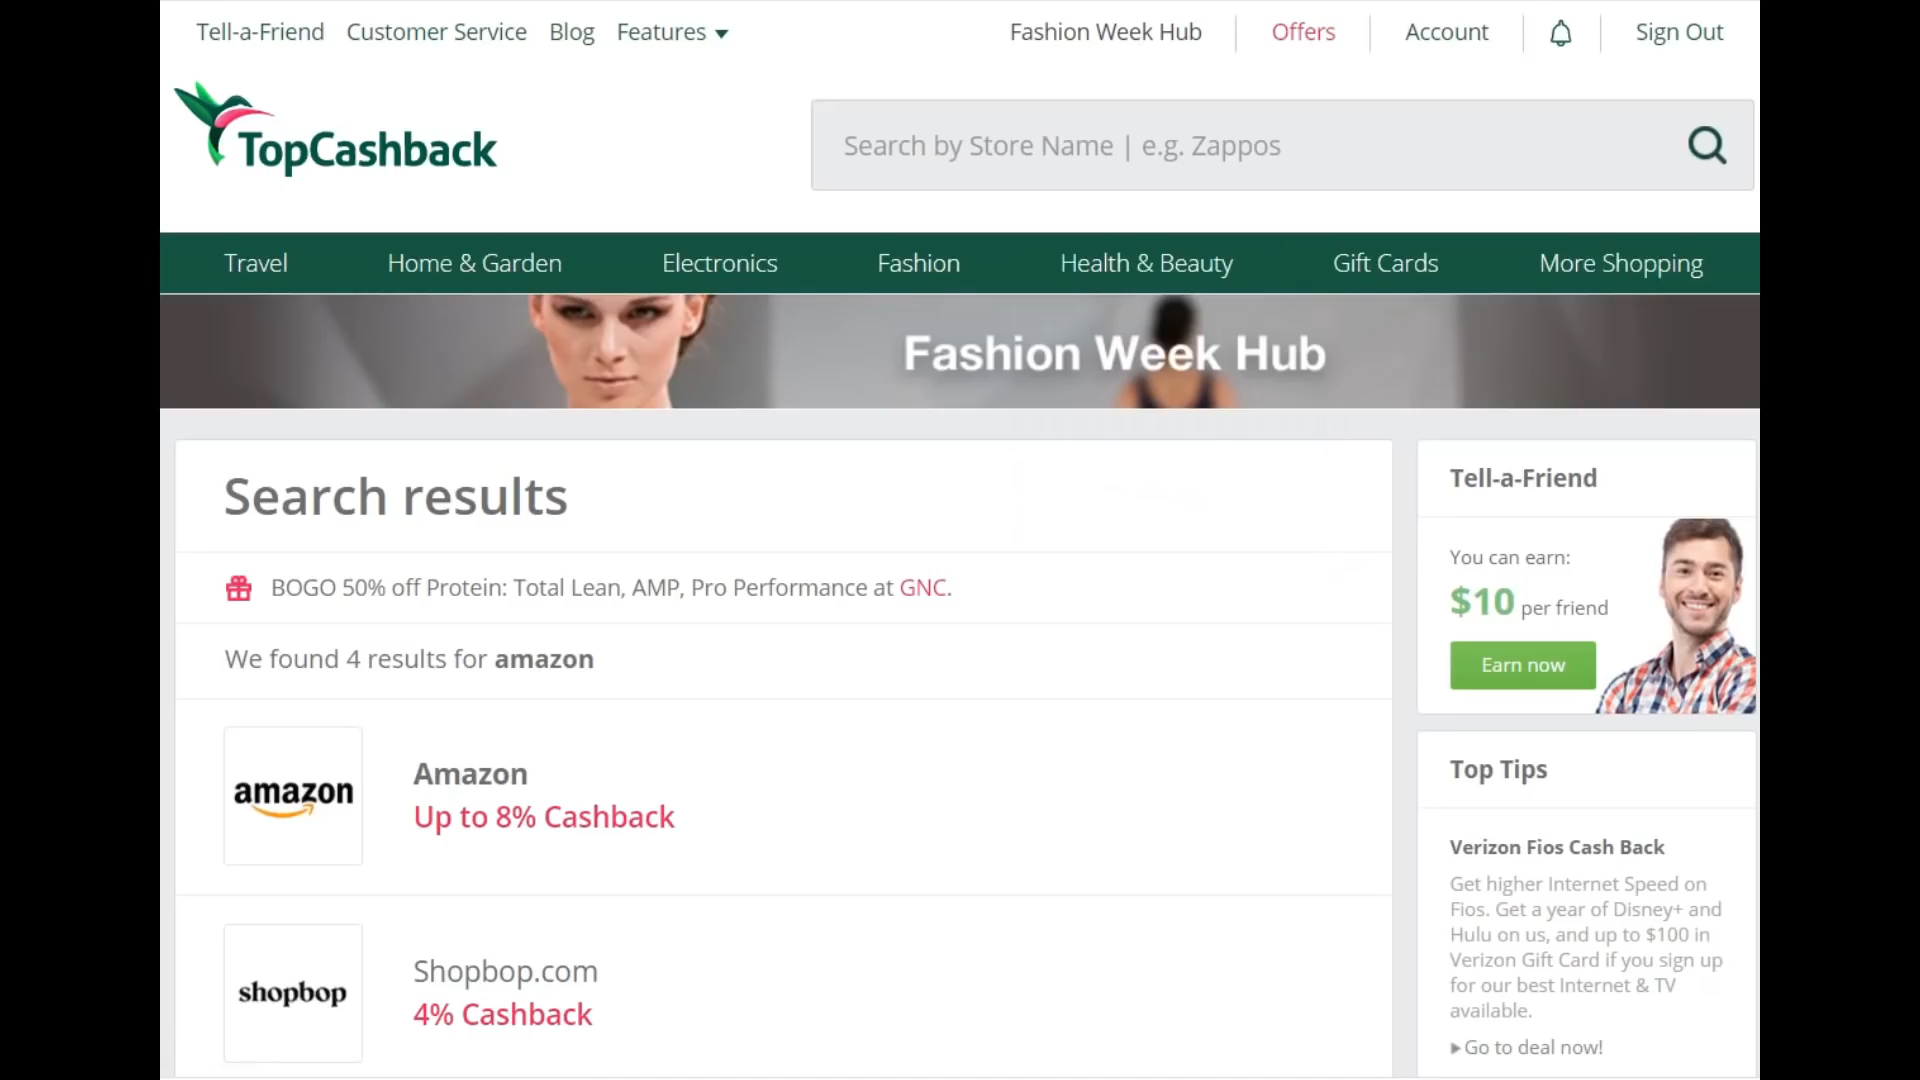 Tell-a-Friend Customer Service Blog Features Fashion Week Hub Offers Account Sign Out
TopCashback
Search by Store Name | e.g. Zappos
Travel Home & Garden Electronics Fashion Health & Beauty Gift Cards More Shopping
Fashion Week Hub
Search results
BOGO 50% off Protein: Total Lean, AMP, Pro Performance at GNC.
We found 4 results for amazon
amazon
Amazon
Up to 8% Cashback
shopbop
Shopbop.com
4% Cashback
Tell-a-Friend
You can earn:
$10 per friend
Earn now
Top Tips
Verizon Fios Cash Back
Get higher Internet Speed on
Fios. Get a year of Disney+ and
Hulu on us, and up to $100 in
Verizon Gift Card if you sign up
for our best Internet & TV
available.
Go to deal now!